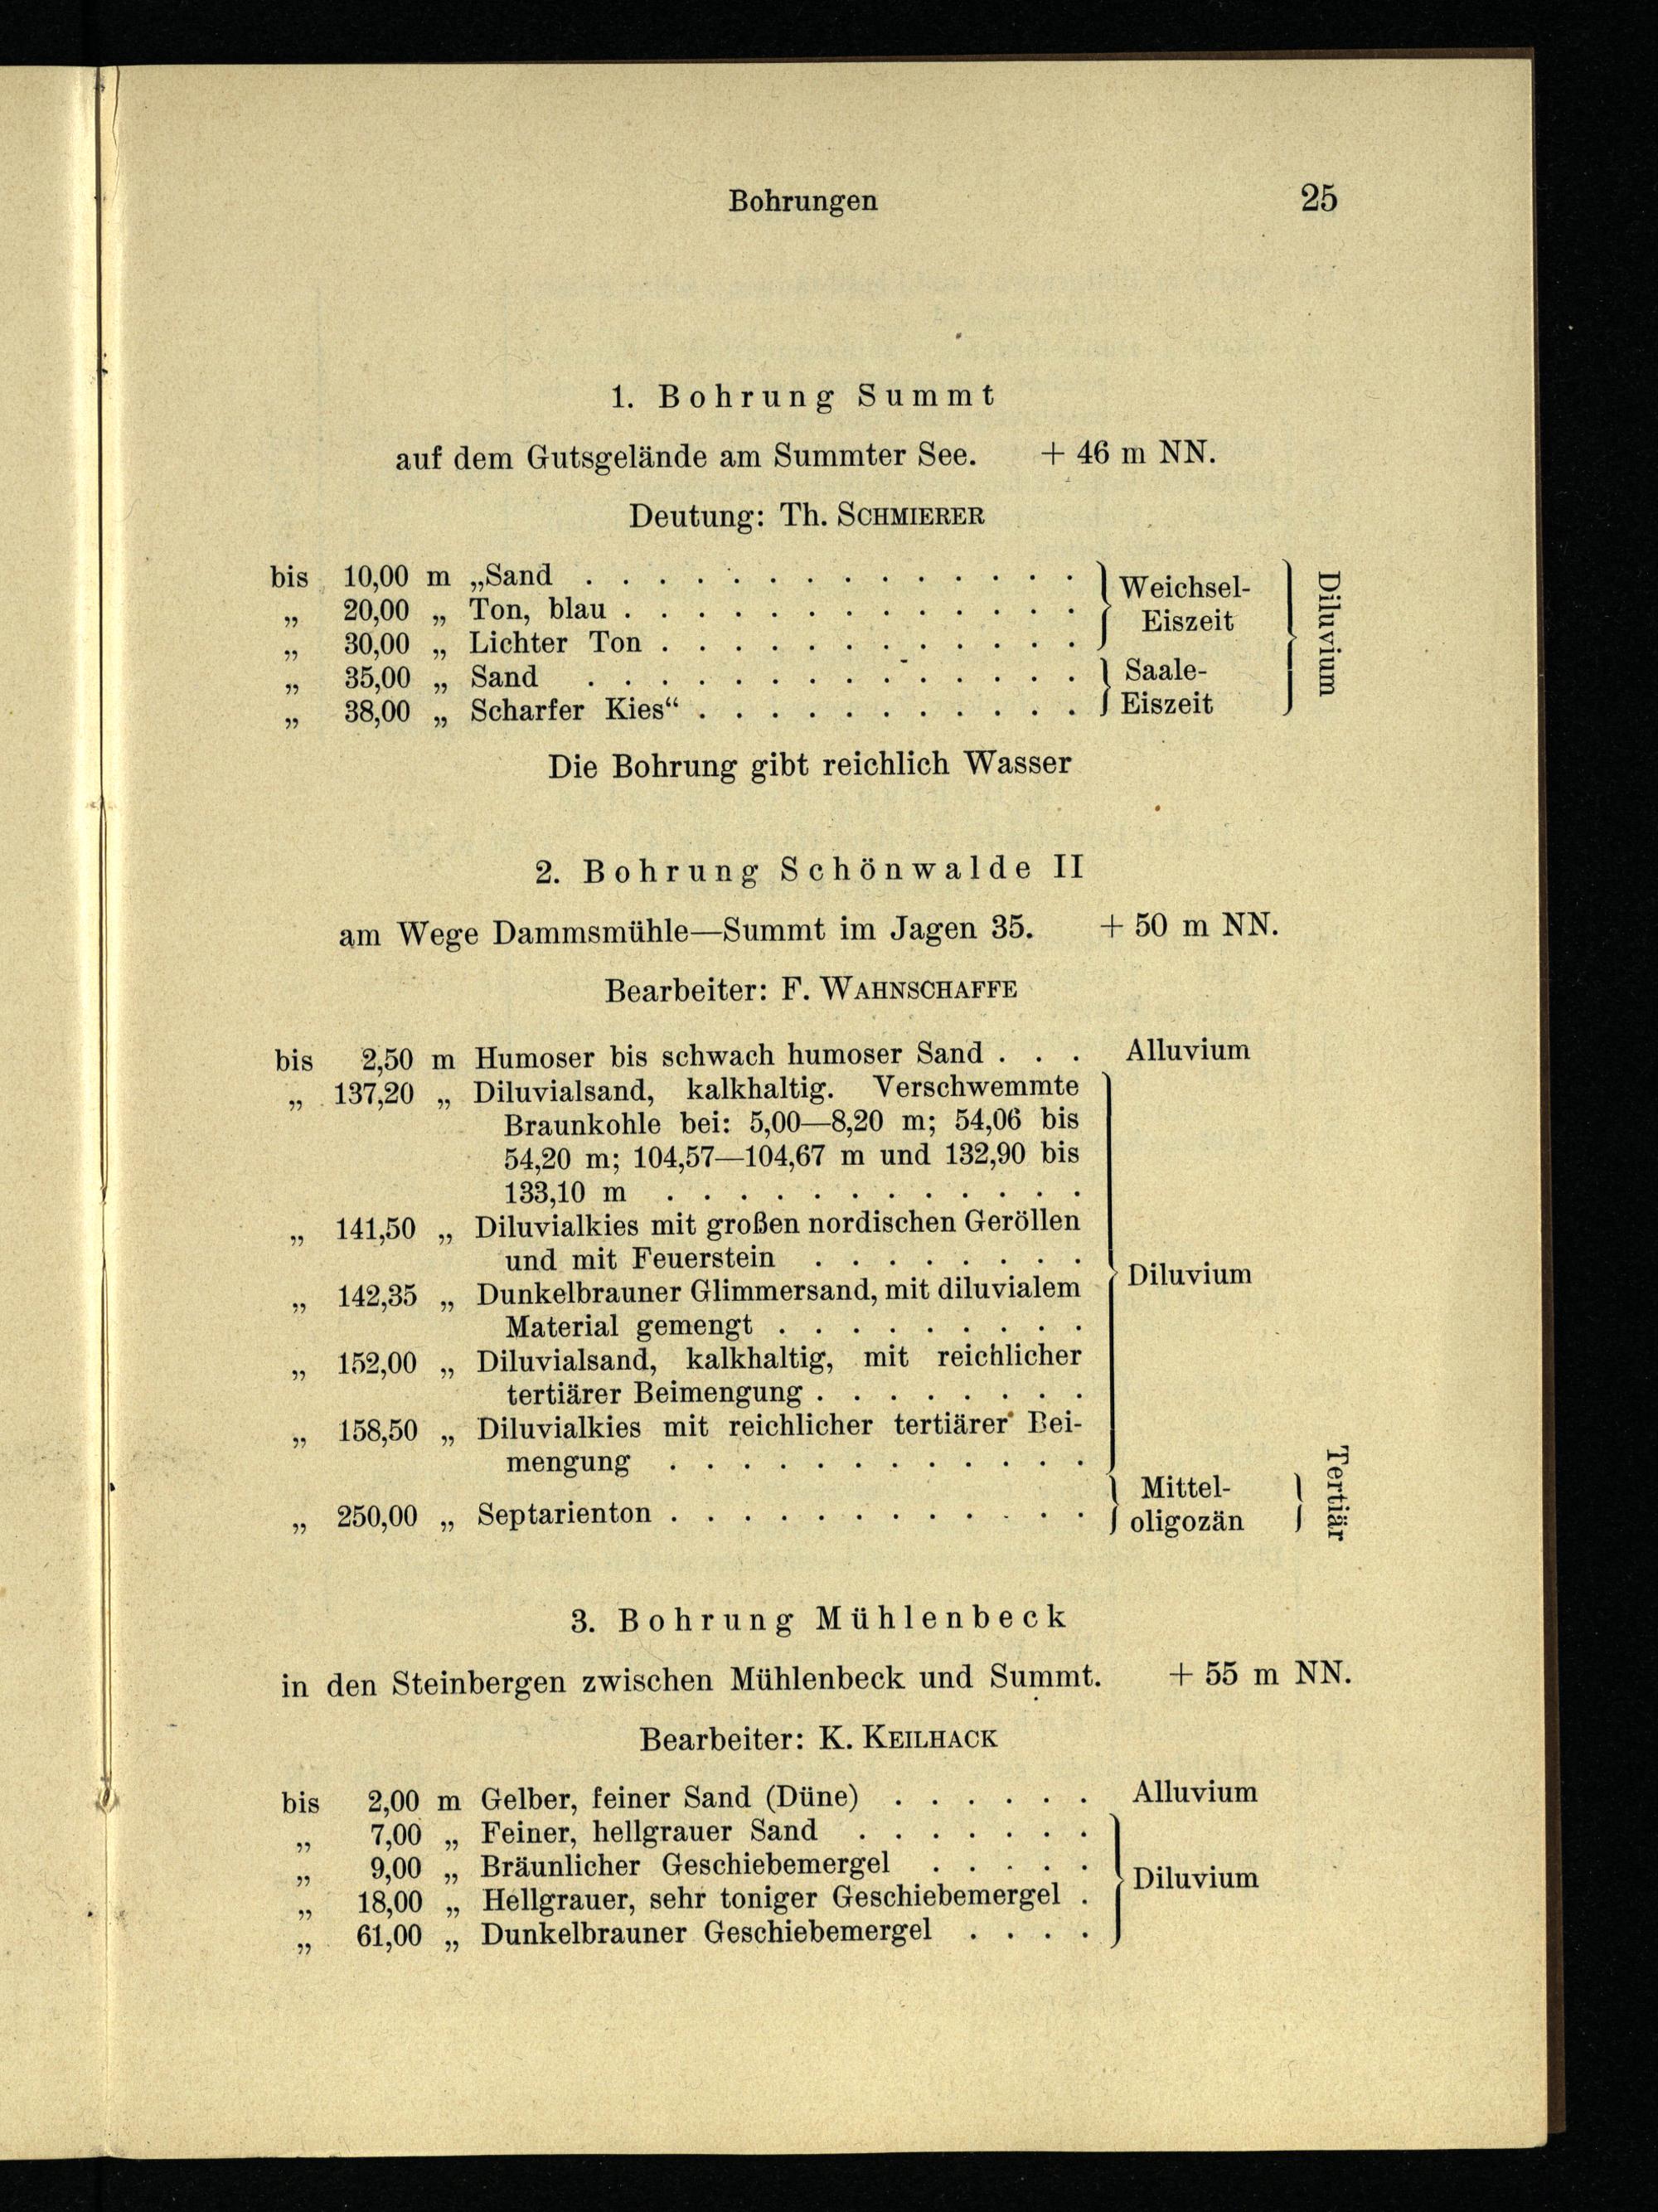 Bohrungen 25
1. Bohrung Summt
auf dem Gutsgelände am Summter See. + 46 m NN.
Deutung: Th. SCHMIERER
bis 10,00 m „Sand . . . . . . . . . . . . . .
„ 20,00 „ Ton, blau . . . . . . . . . . . . .
„ 30,00 „ Lichter Ton . . . . . . . . . . . .
Weichsel-
Eiszeit
„ 35,00 „ Sand . . . . . . . . . . . . . .
„ 38,00 „ Scharfer Kies“ . . . . . . . . . . .
Saale-
Eiszeit
Diluvium
Die Bohrung gibt reichlich Wasser
2. Bohrung Schönwalde II
am Wege Dammsmühle—Summt im Jagen 35. + 50 m NN.
Bearbeiter: F. WAHNSCHAFFE
bis 2,50 m Humoser bis schwach humoser Sand . . . Alluvium
„ 137,20 „ Diluvialsand, kalkhaltig. Verschwemmte
Braunkohle bei: 5,00—8,20 m; 54,06 bis
54,20 m; 104,57—104,67 m und 132,90 bis
133,10 m . . . . . . . . . . . .
„ 141,50 „ Diluvialkies mit großen nordischen Geröllen
und mit Feuerstein . . . . . . . .
„ 142,35 „ Dunkelbrauner Glimmersand, mit diluvialem
Material gemengt . . . . . . . . .
„ 152,00 „ Diluvialsand, kalkhaltig, mit reichlicher
tertiärer Beimengung . . . . . . . .
„ 158,50 „ Diluvialkies mit reichlicher tertiärer Bei-
mengung . . . . . . . . . . . .
Diluvium
„ 250,00 „ Septarienton . . . . . . . . . . . .
Mittel-
oligozän
Tertiär
3. Bohrung Mühlenbeck
in den Steinbergen zwischen Mühlenbeck und Summt. + 55 m NN.
Bearbeiter: K. KEILHACK
bis 2,00 m Gelber, feiner Sand (Düne) . . . . . . Alluvium
„ 7,00 „ Feiner, hellgrauer Sand . . . . . . .
„ 9,00 „ Bräunlicher Geschiebemergel . . . . .
„ 18,00 „ Hellgrauer, sehr toniger Geschiebemergel .
„ 61,00 „ Dunkelbrauner Geschiebemergel . . . .
Diluvium